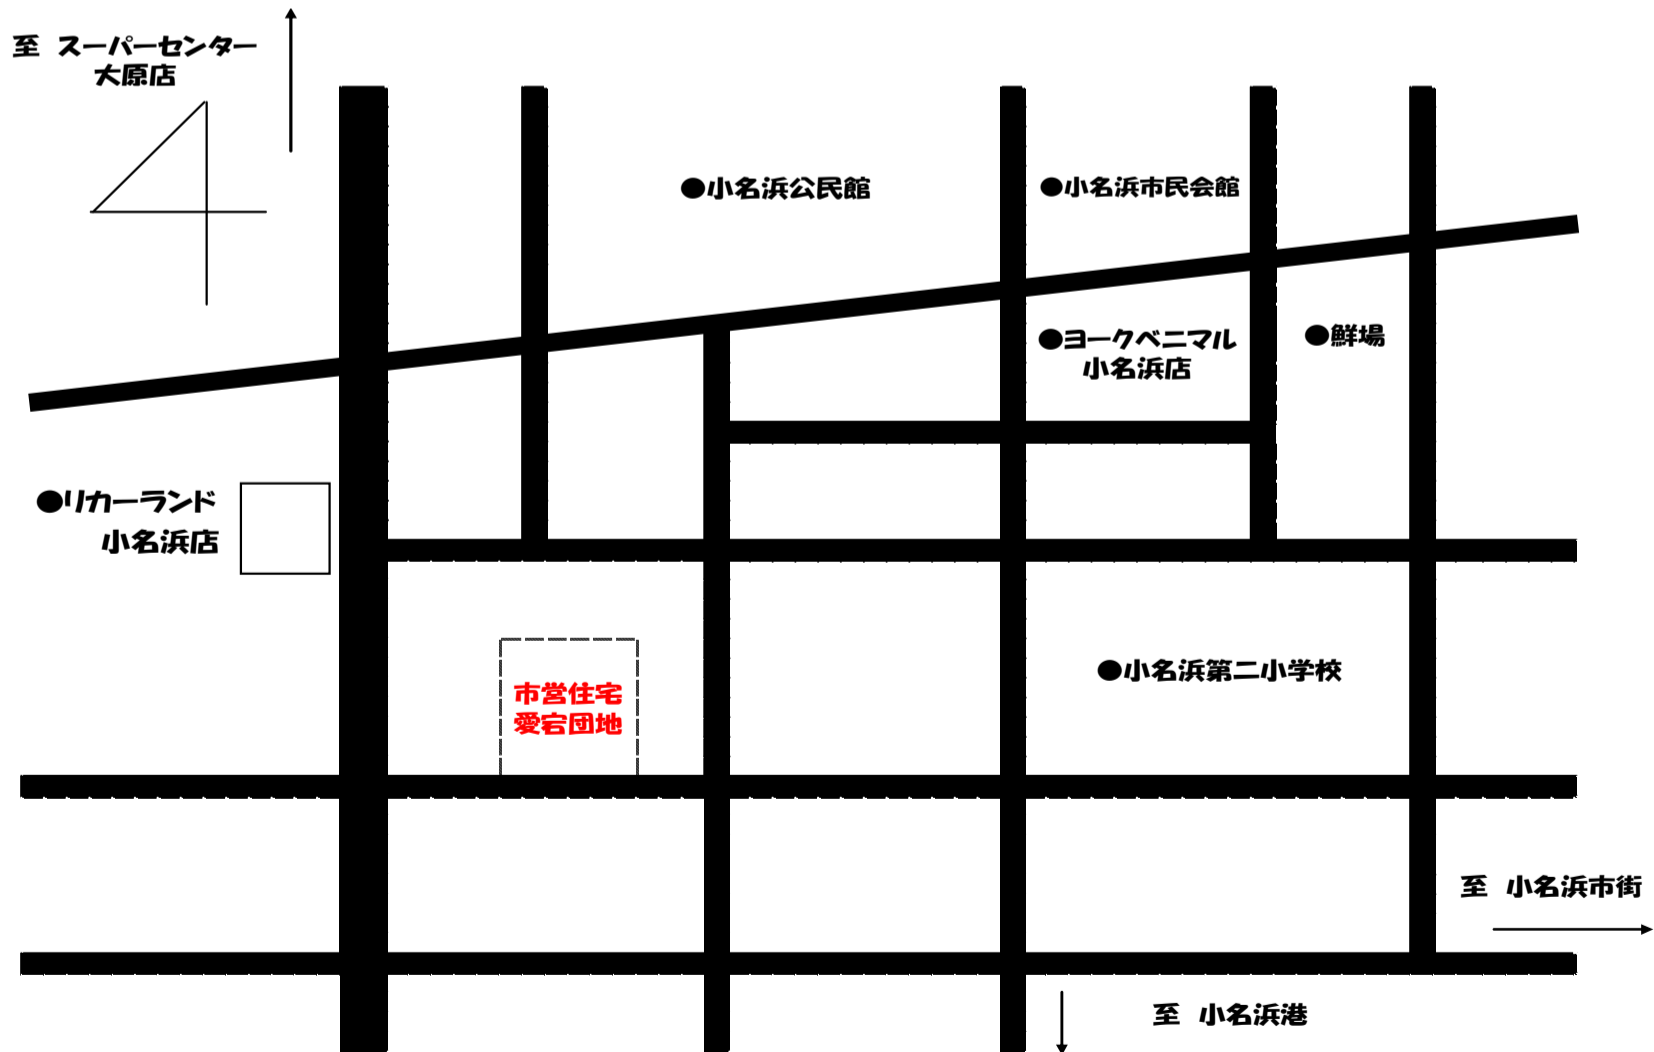 至 スーパーセンター
大原店
●小名浜公民館
●小名浜市民会館
●ヨークベニマル
小名浜店
●鮮場
●リカーランド
小名浜店
市営住宅
愛宕団地
●小名浜第二小学校
至 小名浜市街
至 小名浜港